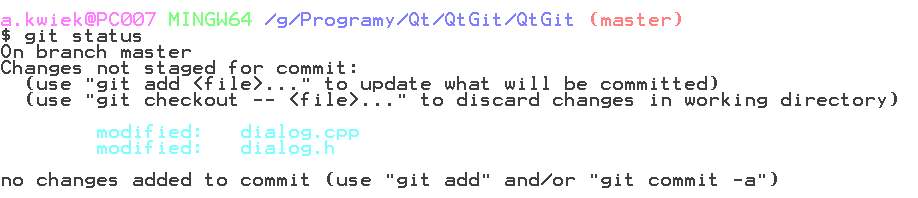 a.kwiek@PC007 MINGW64 /g/Programy/Qt/QtGit/QtGit (master)
$ git status
On branch master
Changes not staged for commit:
  (use "git add <file>..." to update what will be committed)
  (use "git checkout -- <file>..." to discard changes in working directory)

        modified:   dialog.cpp
        modified:   dialog.h

no changes added to commit (use "git add" and/or "git commit -a")